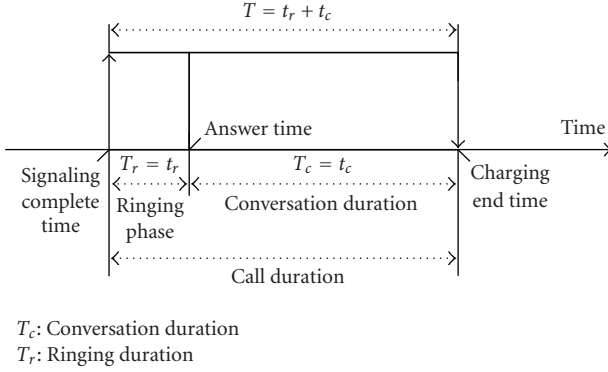 T = t_r + t_c
Answer time
Time
Signaling
complete
time
T_r = t_r
T_c = t_c
Charging
end time
Ringing
phase
Conversation duration
Call duration
T_c: Conversation duration
T_r: Ringing duration